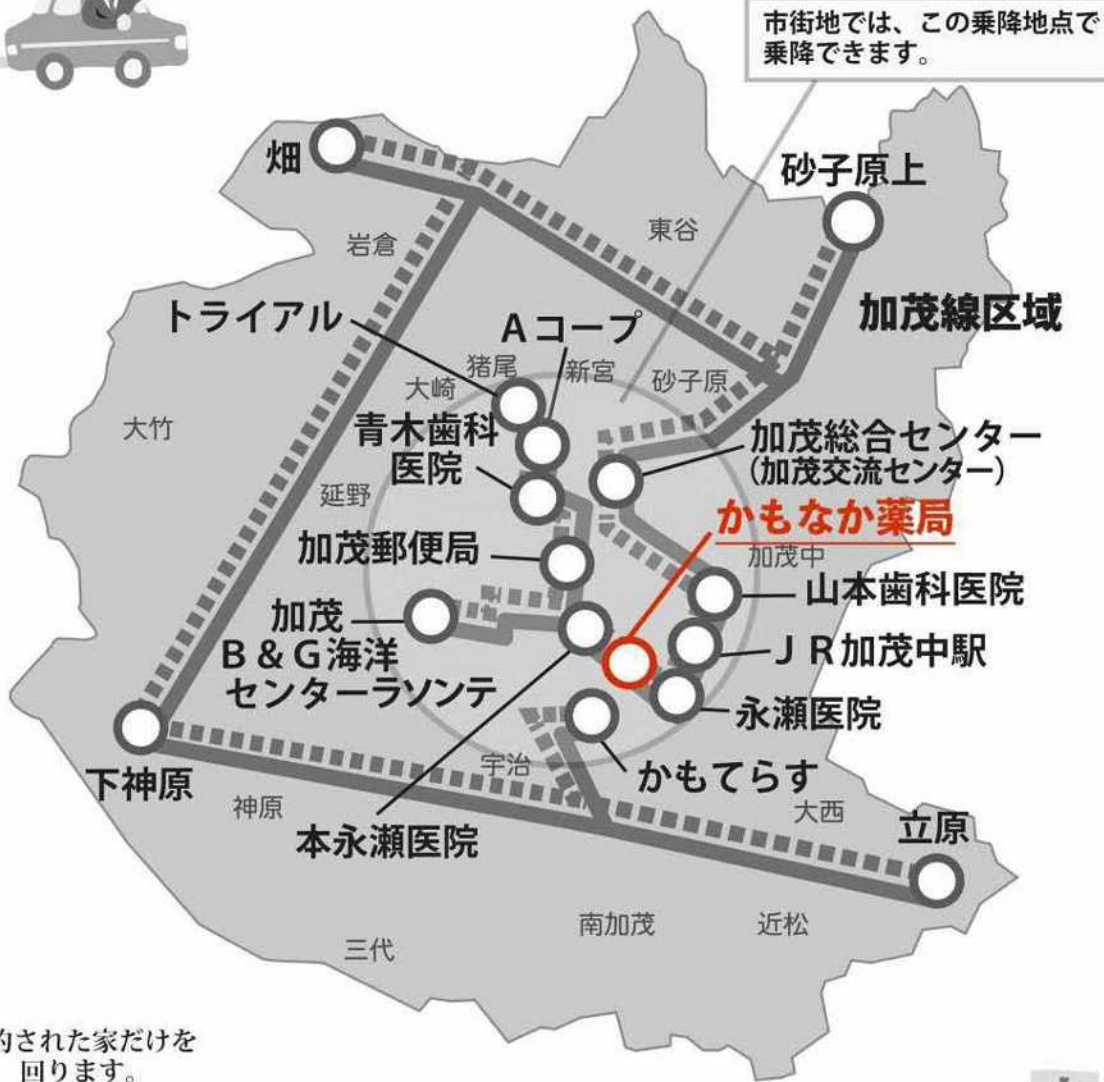 市街地では、この乗降地点で
乗降できます。
畑
砂子原上
東谷
岩倉
加茂線区域
トライアル
Aコープ
猪尾
新宮
砂子原
大崎
大竹
青木歯科
医院
加茂総合センター
(加茂交流センター)
延野
かもなか薬局
加茂郵便局
加茂中
山本歯科医院
加茂
B&G海洋
センターラソンテ
JR加茂中駅
永瀬医院
下神原
宇治
かもてらす
神原
大西
本永瀬医院
立原
南加茂
近松
三代
された家だけを
回ります。